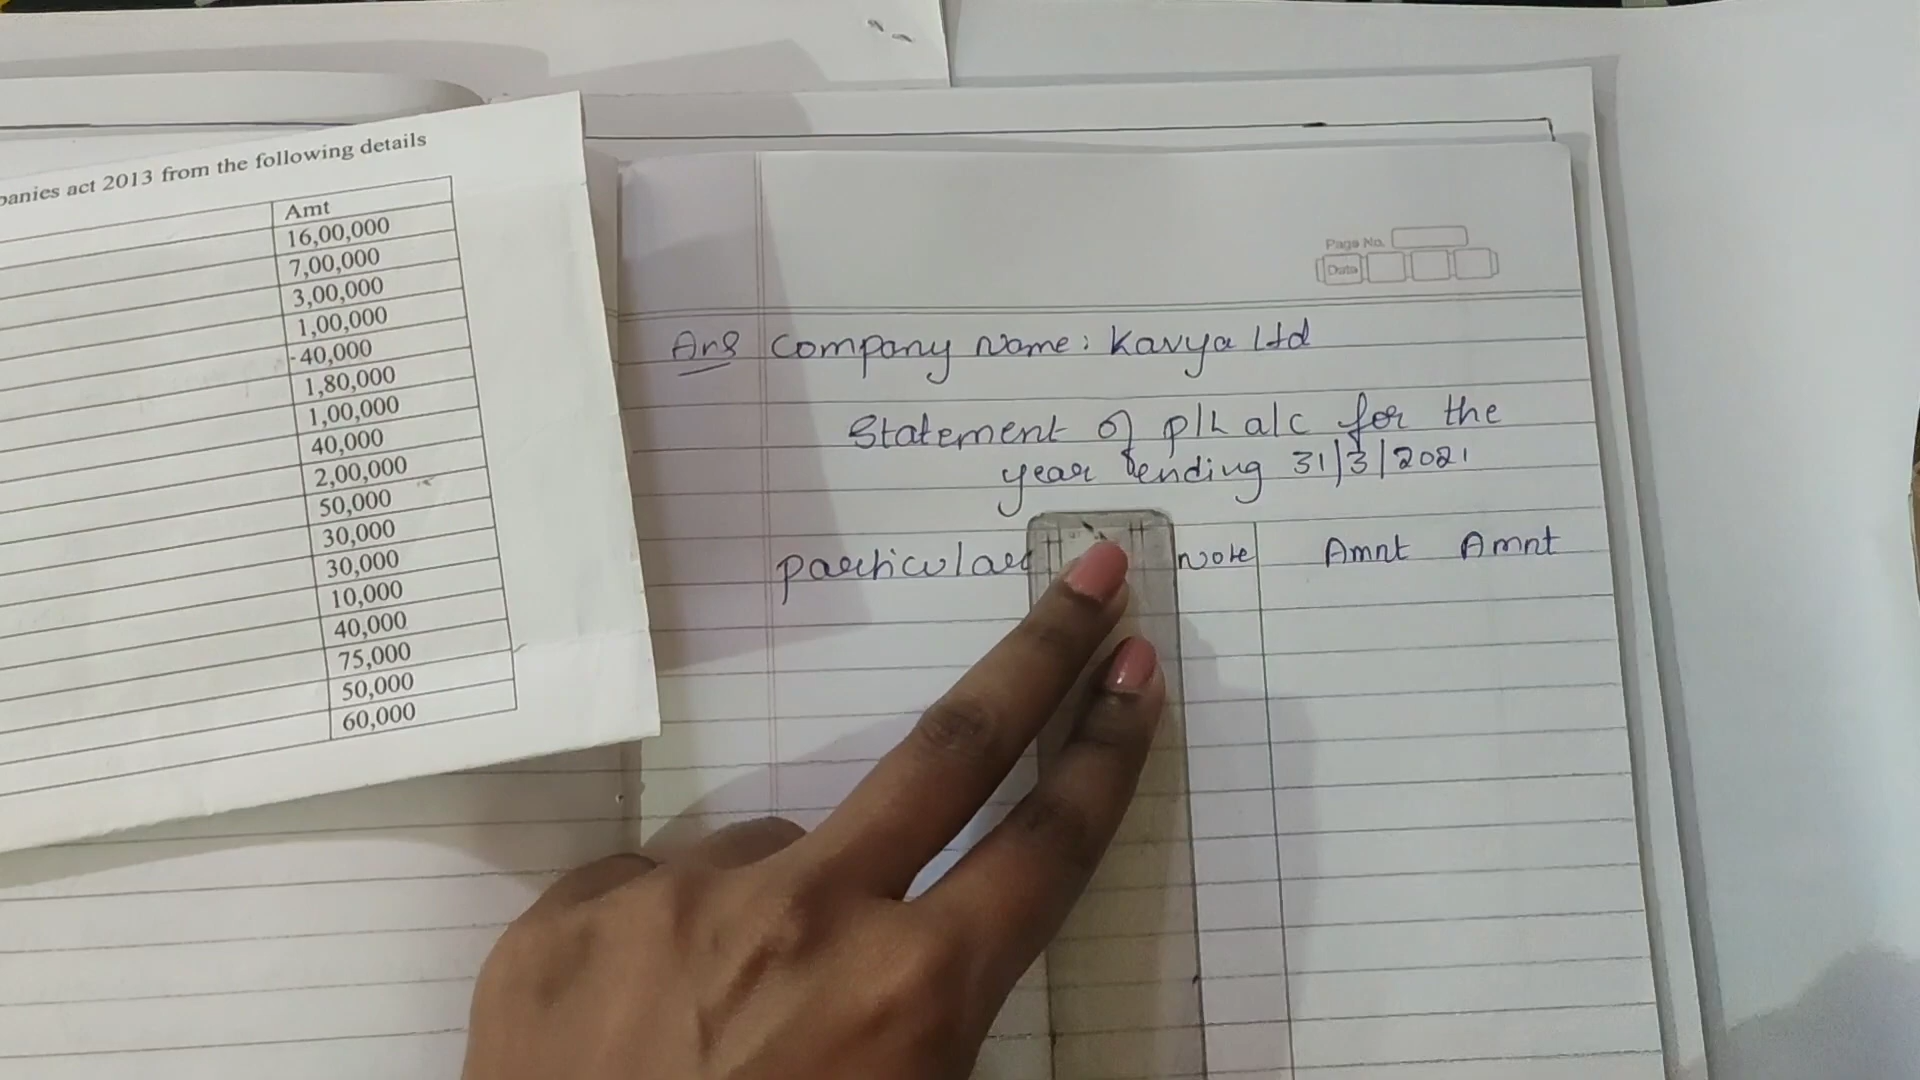 panies act 2013 from the following details
Amt
16,00,000
7,00,000
3,00,000
1,00,000
40,000
1,80,000
1,00,000
40,000
2,00,000
50,000
30,000
30,000
10,000
40,000
75,000
50,000
60,000
Page No.
Date
Ans Company Name: Kavya Ltd
Statement of P/L a/c for the
year ending 31/3/2021
particular Note Amnt Amnt